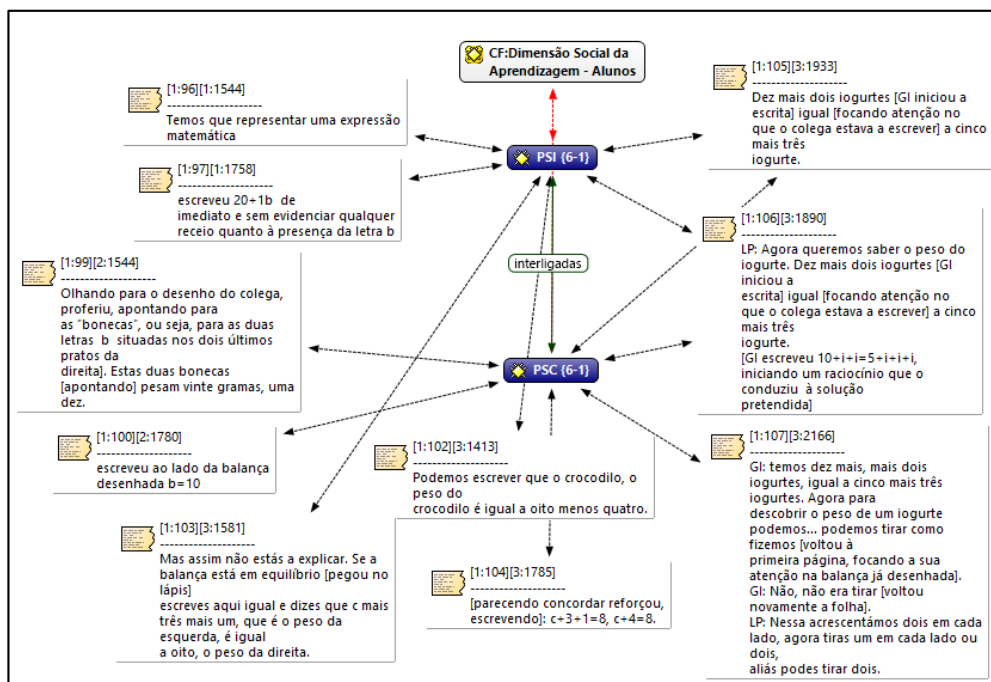 CF:Dimensão Social da
Aprendizagem - Alunos
[1:96][1:1544]
--------------------
Temos que representar uma expressão
matemática
[1:105][3:1933]
--------------------
Dez mais dois iogurtes [GI iniciou a
escrita] igual [focando atenção no
que o colega estava a escrever] a cinco
mais três
iogurte.
PSI {6-1}
[1:97][1:1758]
--------------------
escreveu 20+1b de
imediato e sem evidenciar qualquer
receio quanto à presença da letra b
[1:106][3:1890]
--------------------
LP: Agora queremos saber o peso do
iogurte. Dez mais dois iogurtes [GI
iniciou a
escrita] igual [focando atenção no
que o colega estava a escrever] a cinco
mais três
iogurte.
[GI escreveu 10+i+i=5+i+i+i,
iniciando um raciocínio que o
conduziu à solução
pretendida]
interligadas
[1:99][2:1544]
--------------------
Olhando para o desenho do colega,
proferiu, apontando para
as "bonecas", ou seja, para as duas
letras b situadas nos dois últimos
pratos da
direita]. Estas duas bonecas
[apontando] pesam vinte gramas, uma
dez.
PSC {6-1}
[1:100][2:1780]
--------------------
escreveu ao lado da balança
desenhada b=10
[1:102][3:1413]
--------------------
Podemos escrever que o crocodilo, o
peso do
crocodilo é igual a oito menos quatro.
[1:107][3:2166]
--------------------
GI: temos dez mais, mais dois
iogurtes, igual a cinco mais três
iogurtes. Agora para
descobrir o peso de um iogurte
podemos... podemos tirar como
fizemos [voltou à
primeira página, focando a sua
atenção na balança já desenhada].
GI: Não, não era tirar [voltou
novamente a folha].
LP: Nessa acrescentámos dois em cada
lado, agora tiras um em cada lado ou
dois,
aliás podes tirar dois.
[1:103][3:1581]
--------------------
Mas assim não estás a explicar. Se a
balança está em equilíbrio [pegou no
lápis]
escreves aqui igual e dizes que c mais
três mais um, que é o peso da
esquerda, é igual
a oito, o peso da direita.
[1:104][3:1785]
--------------------
[parecendo concordar reforçou,
escrevendo]: c+3+1=8, c+4=8.